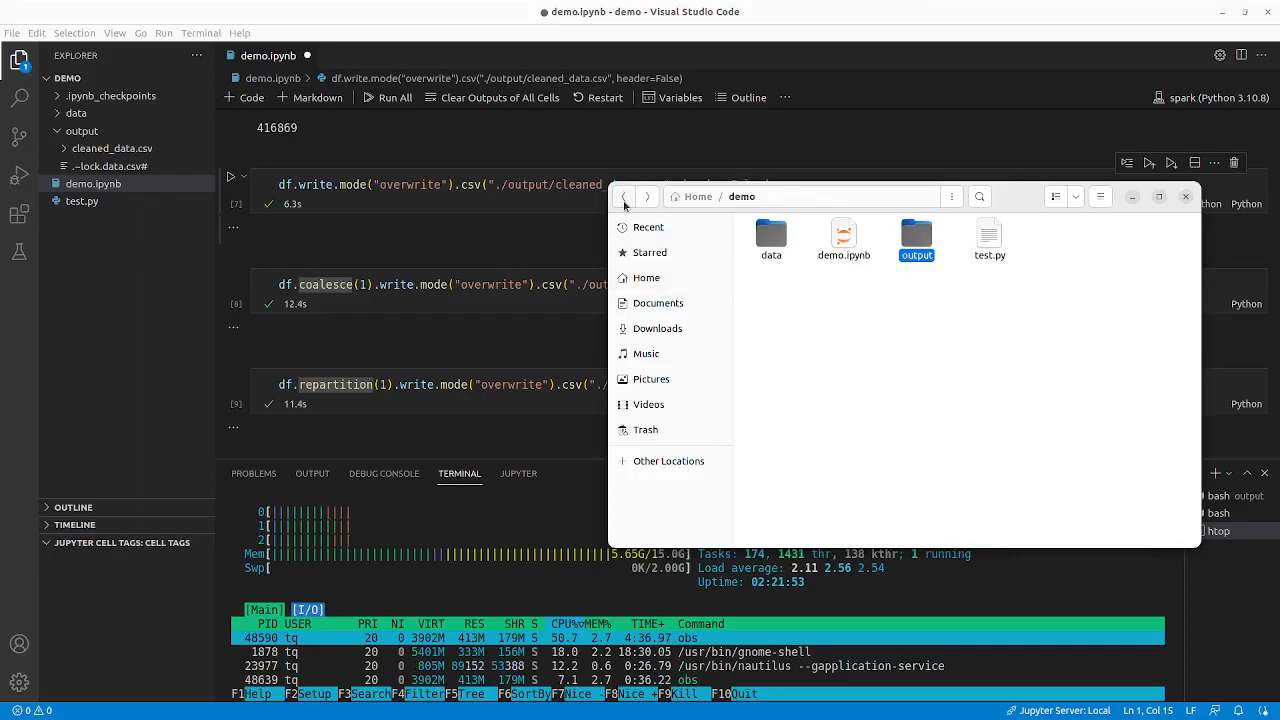 demo.ipynb - demo - Visual Studio Code
File Edit Selection View Go Run Terminal Help
EXPLORER
demo.ipynb
DEMO
demo.ipynb > df.write.mode("overwrite").csv("./output/cleaned_data.csv", header=False)
.ipynb_checkpoints
+ Code + Markdown Run All Clear Outputs of All Cells Restart Variables Outline ... spark (Python 3.10.8)
data
output
cleaned_data.csv
.~lock.data.csv#
demo.ipynb
test.py
416869
df.write.mode("overwrite").csv("./output/cleaned_
[7] 6.3s
df.coalesce(1).write.mode("overwrite").csv("./out
[8] 12.4s Python
df.repartition(1).write.mode("overwrite").csv("./
[9] 11.4s Python
Home / demo
Recent
Starred
Home
Documents
Downloads
Music
Pictures
Videos
Trash
+ Other Locations
data demo.ipynb output test.py
PROBLEMS OUTPUT DEBUG CONSOLE TERMINAL JUPYTER
bash output
bash
htop
OUTLINE
TIMELINE
JUPYTER CELL TAGS: CELL TAGS
0[
1[
2[
Mem[ 5.65G/15.0G] Tasks: 174, 1431 thr, 138 kthr; 1 running
Swp[ 0K/2.00G] Load average: 2.11 2.56 2.54
Uptime: 02:21:53
[Main] [I/O]
PID USER PRI NI VIRT RES SHR S CPU%▽MEM% TIME+ Command
48590 tq 20 0 3902M 413M 179M S 50.7 2.7 4:36.97 obs
1878 tq 20 0 5401M 333M 156M S 18.0 2.2 18:30.05 /usr/bin/gnome-shell
23977 tq 20 0 805M 89152 53388 S 12.2 0.6 0:26.79 /usr/bin/nautilus --gapplication-service
48639 tq 20 0 3902M 413M 179M S 7.1 2.7 0:36.22 obs
F1Help F2Setup F3Search F4Filter F5Tree F6SortBy F7Nice - F8Nice + F9Kill F10Quit
0 0 Jupyter Server: Local Ln 1, Col 15 LF